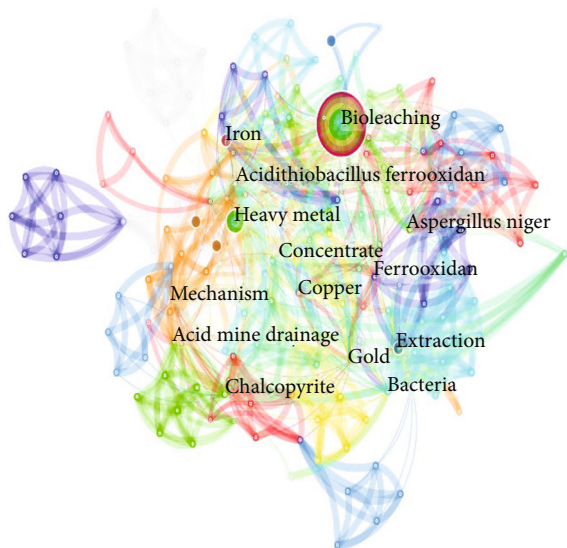 Bioleaching
Iron
Acidithiobacillus ferrooxidan
Heavy metal
Aspergillus niger
Concentrate
Ferrooxidan
Copper
Mechanism
Acid mine drainage
Extraction
Gold
Chalcopyrite
Bacteria